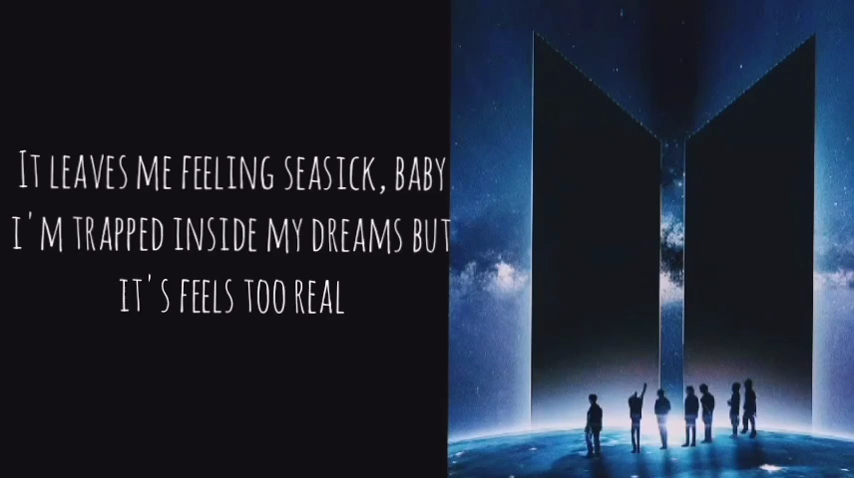 It leaves me feeling seasick, baby
i'm trapped inside my dreams but
it's feels too real